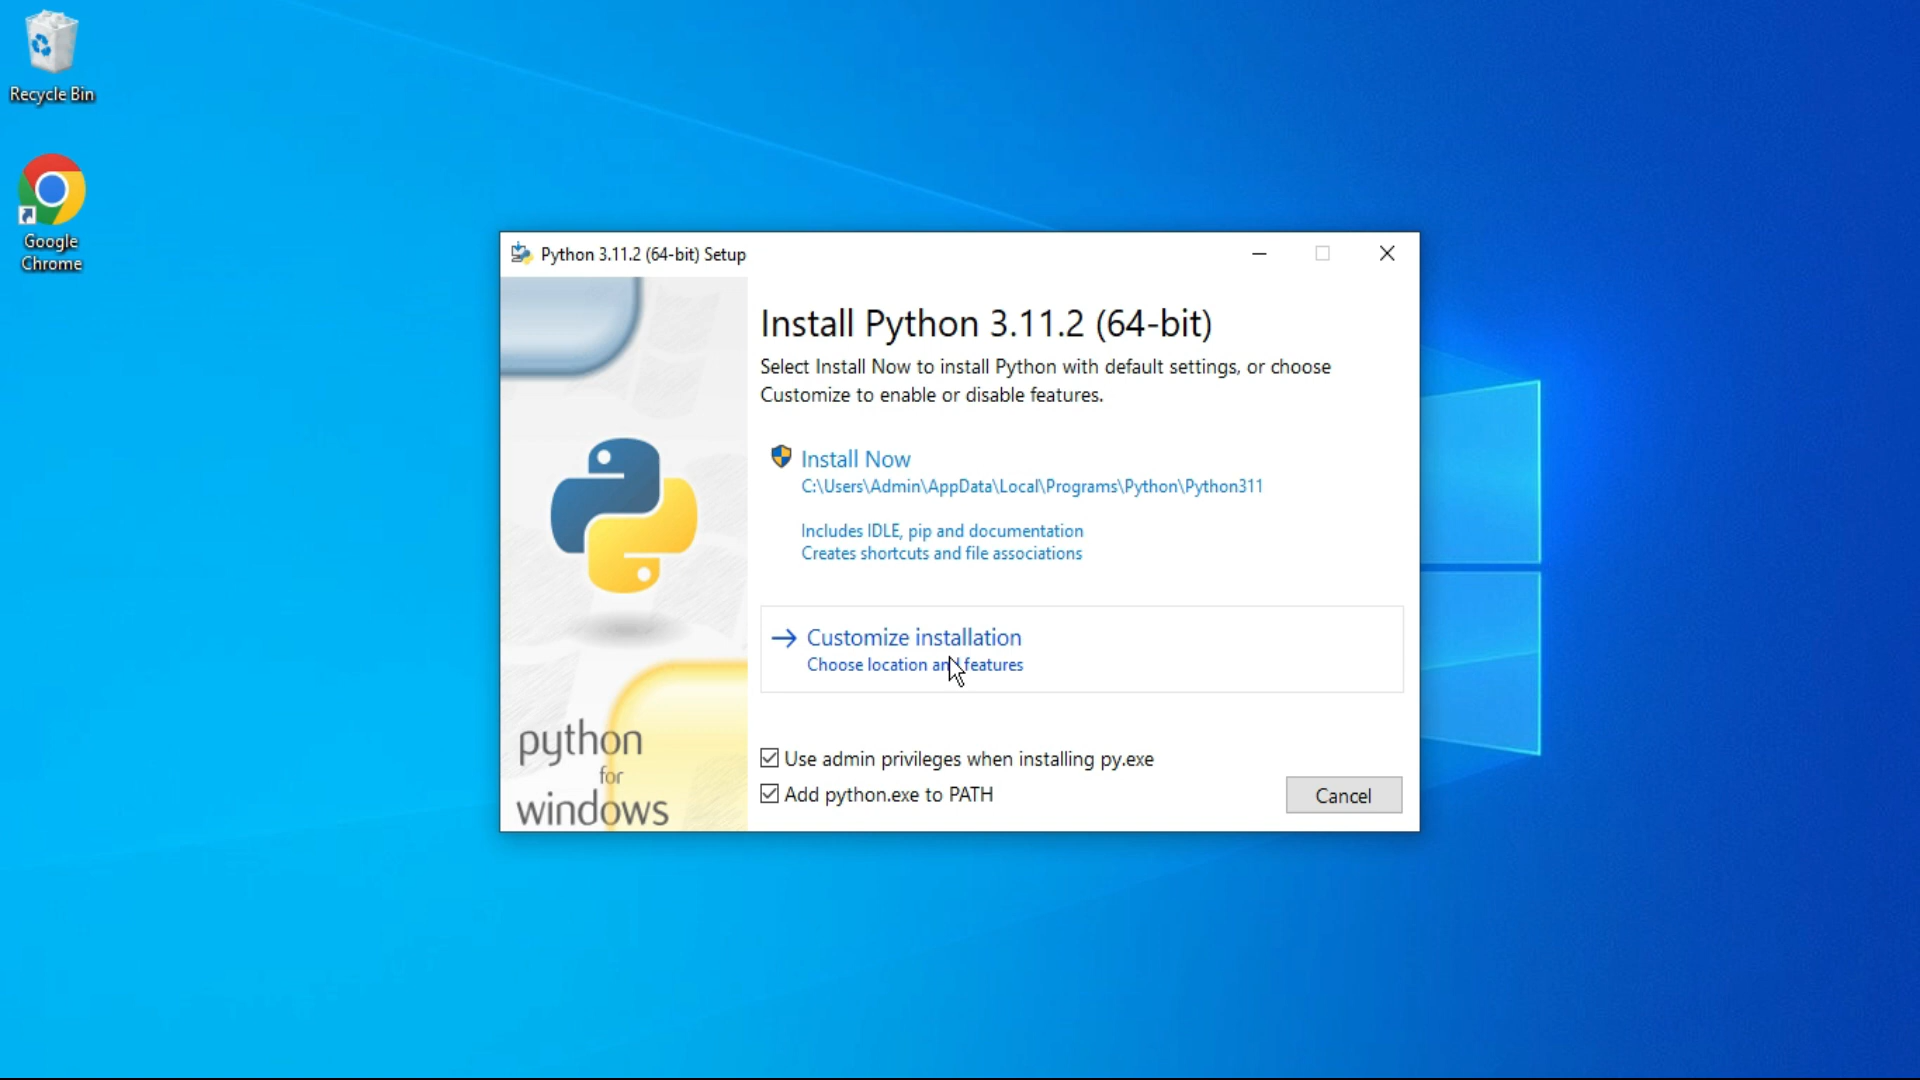 Recycle Bin
Google
Chrome
Python 3.11.2 (64-bit) Setup
Install Python 3.11.2 (64-bit)
Select Install Now to install Python with default settings, or choose
Customize to enable or disable features.
Install Now
C:\Users\Admin\AppData\Local\Programs\Python\Python311
Includes IDLE, pip and documentation
Creates shortcuts and file associations
Customize installation
Choose location and features
python
for
windows
Use admin privileges when installing py.exe
Add python.exe to PATH
Cancel